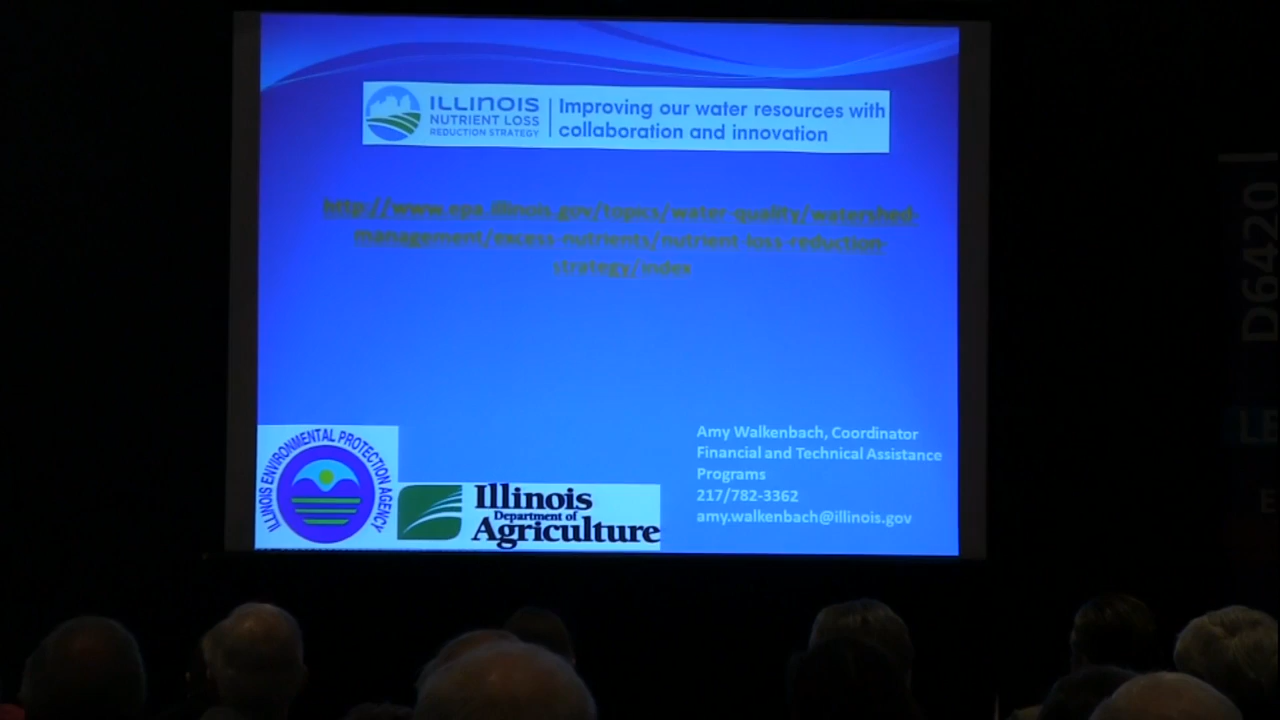 ILLINOIS
NUTRIENT LOSS
REDUCTION STRATEGY
Improving our water resources with
collaboration and innovation
http://www.epa.illinois.gov/topics/water-quality/watershed-
management/excess-nutrients/nutrient-loss-reduction-
strategy/index
ILLINOIS ENVIRONMENTAL PROTECTION AGENCY
Illinois
Department of
Agriculture
Amy Walkenbach, Coordinator
Financial and Technical Assistance
Programs
217/782-3362
amy.walkenbach@illinois.gov
D6420